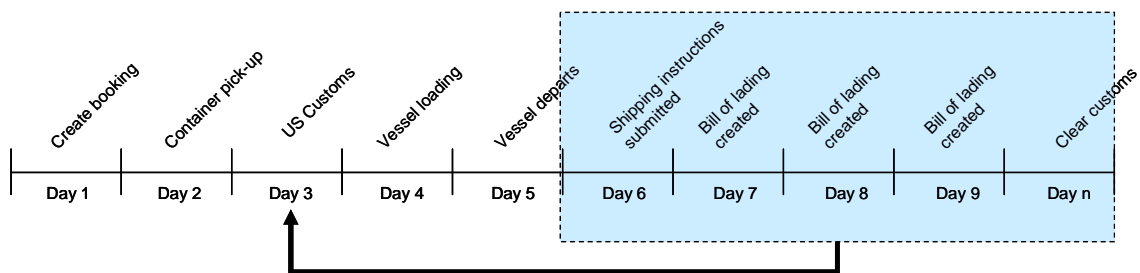 Create booking
Container pick-up
US Customs
Vessel loading
Vessel departs
Shipping instructions
submitted
Bill of lading
created
Bill of lading
created
Bill of lading
created
Clear customs
Day 1
Day 2
Day 3
Day 4
Day 5
Day 6
Day 7
Day 8
Day 9
Day n